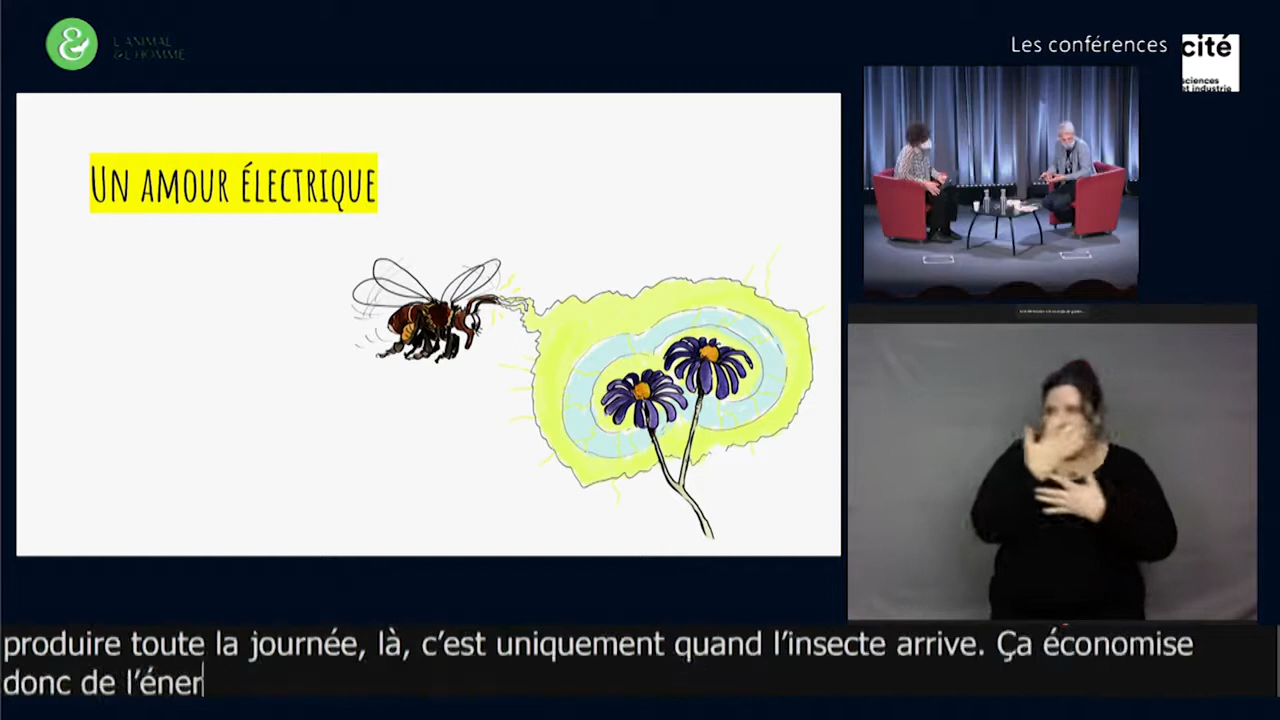 &
L'ANIMAL
&L'HOMME
Les conférences
cité
sciences
et industrie
Un amour électrique
produire toute la journée, là, c'est uniquement quand l'insecte arrive. Ça économise
donc de l'éner